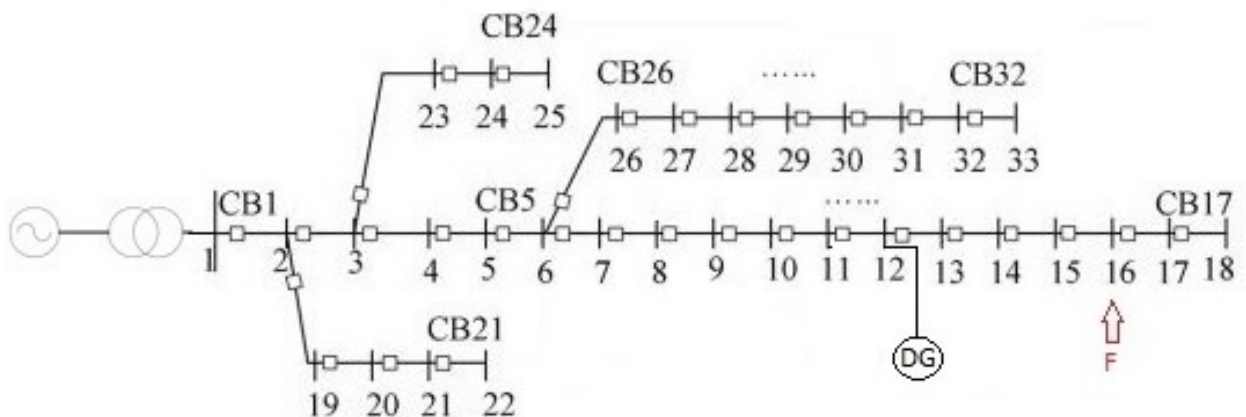 CB24
CB26 ...... CB32
23 24 25
26 27 28 29 30 31 32 33
CB1 CB5 ...... CB17
1 2 3 4 5 6 7 8 9 10 11 12 13 14 15 16 17 18
CB21
DG
F
19 20 21 22